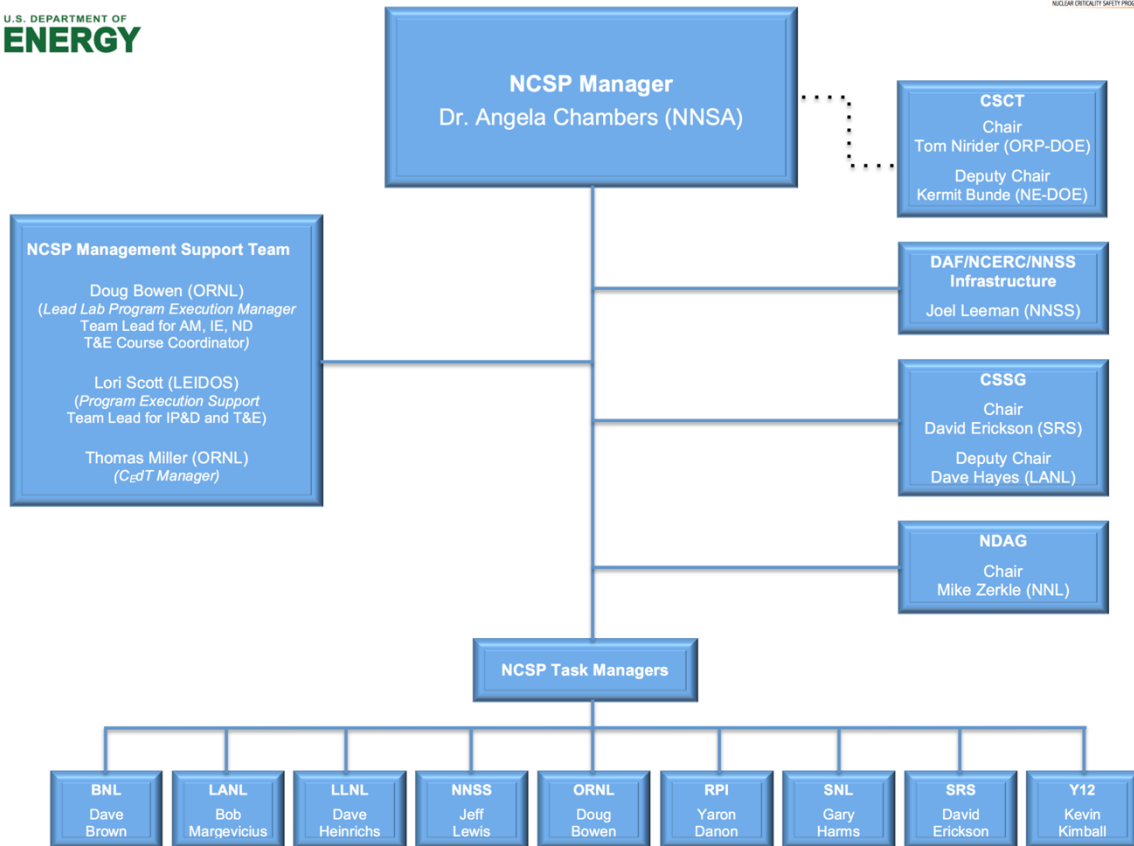 U.S. DEPARTMENT OF
ENERGY
NUCLEAR CRITICALITY SAFETY PROG
NCSP Manager
Dr. Angela Chambers (NNSA)
CSCT
Chair
Tom Nirider (ORP-DOE)
Deputy Chair
Kermit Bunde (NE-DOE)
NCSP Management Support Team
Doug Bowen (ORNL)
(Lead Lab Program Execution Manager
Team Lead for AM, IE, ND
T&E Course Coordinator)
Lori Scott (LEIDOS)
(Program Execution Support
Team Lead for IP&D and T&E)
Thomas Miller (ORNL)
(CEdT Manager)
DAF/NCERC/NNSS
Infrastructure
Joel Leeman (NNSS)
CSSG
Chair
David Erickson (SRS)
Deputy Chair
Dave Hayes (LANL)
NDAG
Chair
Mike Zerkle (NNL)
NCSP Task Managers
BNL
Dave
Brown
LANL
Bob
Margevicius
LLNL
Dave
Heinrichs
NNSS
Jeff
Lewis
ORNL
Doug
Bowen
RPI
Yaron
Danon
SNL
Gary
Harms
SRS
David
Erickson
Y12
Kevin
Kimball